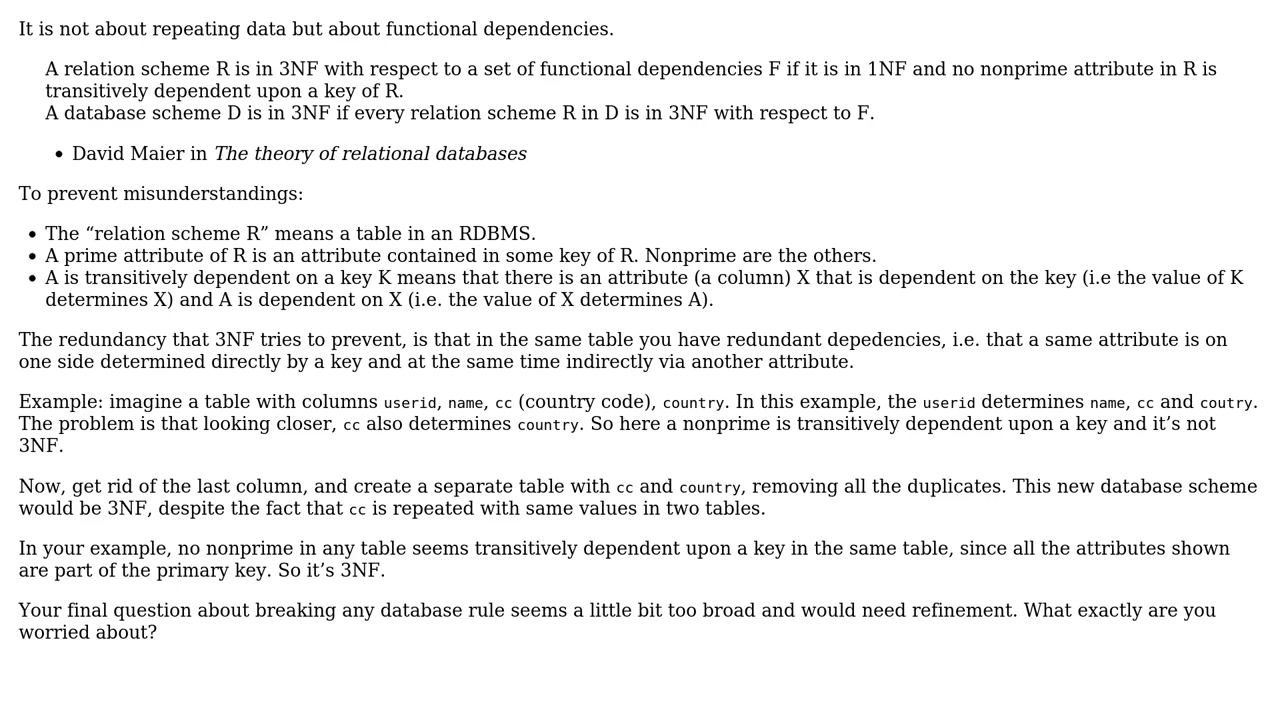 It is not about repeating data but about functional dependencies.
A relation scheme R is in 3NF with respect to a set of functional dependencies F if it is in 1NF and no nonprime attribute in R is
transitively dependent upon a key of R.
A database scheme D is in 3NF if every relation scheme R in D is in 3NF with respect to F.
• David Maier in The theory of relational databases
To prevent misunderstandings:
• The “relation scheme R” means a table in an RDBMS.
• A prime attribute of R is an attribute contained in some key of R. Nonprime are the others.
• A is transitively dependent on a key K means that there is an attribute (a column) X that is dependent on the key (i.e the value of K
determines X) and A is dependent on X (i.e. the value of X determines A).
The redundancy that 3NF tries to prevent, is that in the same table you have redundant depedencies, i.e. that a same attribute is on
one side determined directly by a key and at the same time indirectly via another attribute.
Example: imagine a table with columns userid, name, cc (country code), country. In this example, the userid determines name, cc and coutry.
The problem is that looking closer, cc also determines country. So here a nonprime is transitively dependent upon a key and it’s not
3NF.
Now, get rid of the last column, and create a separate table with cc and country, removing all the duplicates. This new database scheme
would be 3NF, despite the fact that cc is repeated with same values in two tables.
In your example, no nonprime in any table seems transitively dependent upon a key in the same table, since all the attributes shown
are part of the primary key. So it’s 3NF.
Your final question about breaking any database rule seems a little bit too broad and would need refinement. What exactly are you
worried about?